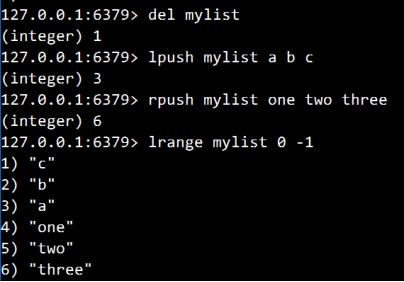 127.0.0.1:6379> del mylist
(integer) 1
127.0.0.1:6379> lpush mylist a b c
(integer) 3
127.0.0.1:6379> rpush mylist one two three
(integer) 6
127.0.0.1:6379> lrange mylist 0 -1
1) "c"
2) "b"
3) "a"
4) "one"
5) "two"
6) "three"